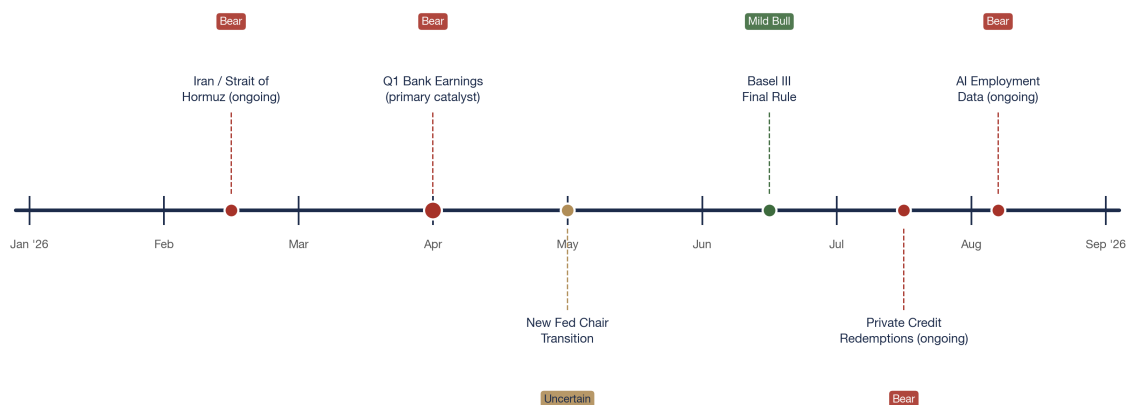 Bear
Bear
Mild Bull
Bear
Iran / Strait of
Hormuz (ongoing)
Q1 Bank Earnings
(primary catalyst)
Basel III
Final Rule
AI Employment
Data (ongoing)
Jan '26
Feb
Mar
Apr
May
Jun
Jul
Aug
Sep '26
New Fed Chair
Transition
Private Credit
Redemptions (ongoing)
Uncertain
Bear